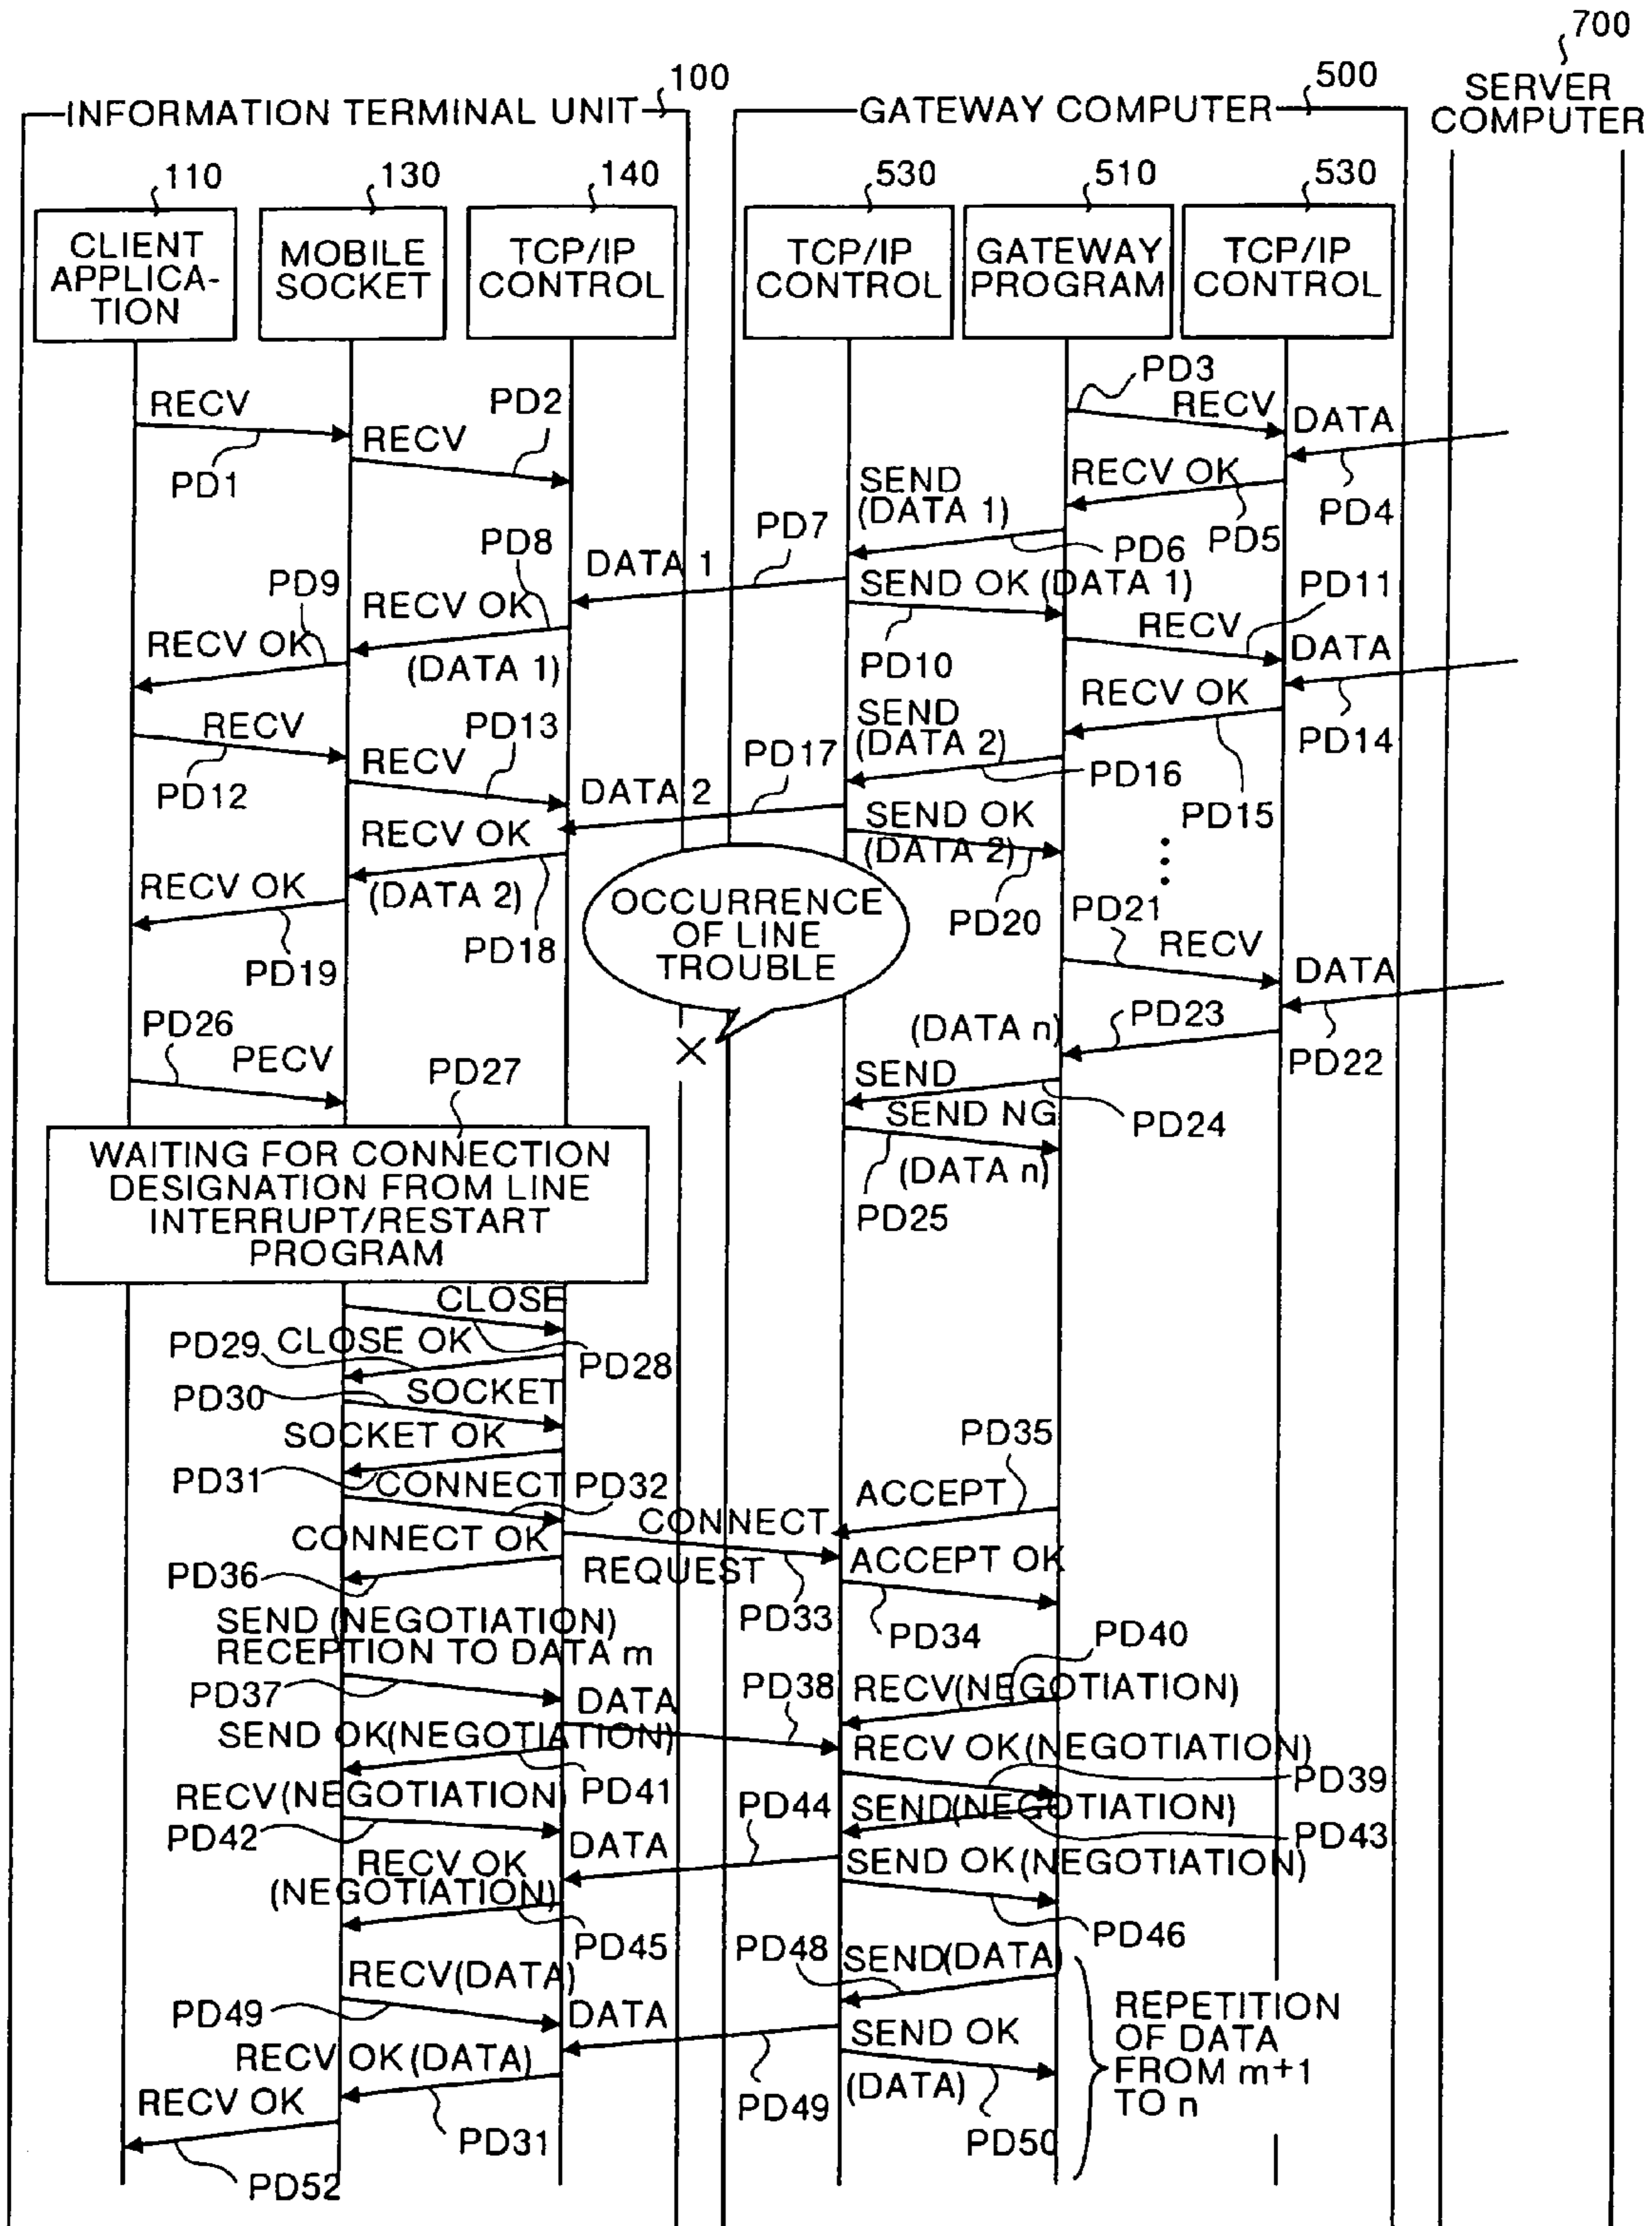 700
SERVER
COMPUTER
INFORMATION TERMINAL UNIT
100
GATEWAY COMPUTER
500
110
130
140
530
510
530
CLIENT
APPLICA-
TION
MOBILE
SOCKET
TCP/IP
CONTROL
TCP/IP
CONTROL
GATEWAY
PROGRAM
TCP/IP
CONTROL
PD3
RECV
PD2
RECV
DATA
RECV
PD1
SEND
(DATA 1)
RECV OK
PD4
PD7
PD8
PD6
PD5
DATA 1
PD9
RECV OK
SEND OK (DATA 1)
PD11
RECV
RECV OK
(DATA 1)
PD10
DATA
RECV OK
RECV
PD13
SEND
(DATA 2)
PD14
RECV
PD17
PD16
PD12
DATA 2
PD15
RECV OK
SEND OK
(DATA 2)
RECV OK
(DATA 2)
OCCURRENCE
OF LINE
TROUBLE
PD20
PD21
PD18
RECV
PD19
DATA
PD26
(DATA n)
PD23
PECV
PD27
SEND
PD22
SEND NG
PD24
WAITING FOR CONNECTION
DESIGNATION FROM LINE
INTERRUPT/RESTART
PROGRAM
(DATA n)
PD25
CLOSE
PD29
CLOSE OK
PD28
PD30
SOCKET
SOCKET OK
PD35
PD31
CONNECT
PD32
ACCEPT
CONNECT OK
CONNECT
REQUEST
ACCEPT OK
PD36
PD33
PD34
SEND (NEGOTIATION)
RECEPTION TO DATA m
PD40
PD37
DATA
PD38
RECV(NEGOTIATION)
SEND OK(NEGOTIATION)
RECV OK(NEGOTIATION)
PD39
RECV(NEGOTIATION)
PD41
PD44
SEND(NEGOTIATION)
PD42
PD43
DATA
RECV OK
(NEGOTIATION)
SEND OK(NEGOTIATION)
PD45
PD48
PD46
SEND(DATA)
RECV(DATA)
PD49
DATA
SEND OK
(DATA)
REPETITION
OF DATA
FROM m+1
TO n
RECV OK(DATA)
RECV OK
PD49
PD31
PD50
PD52